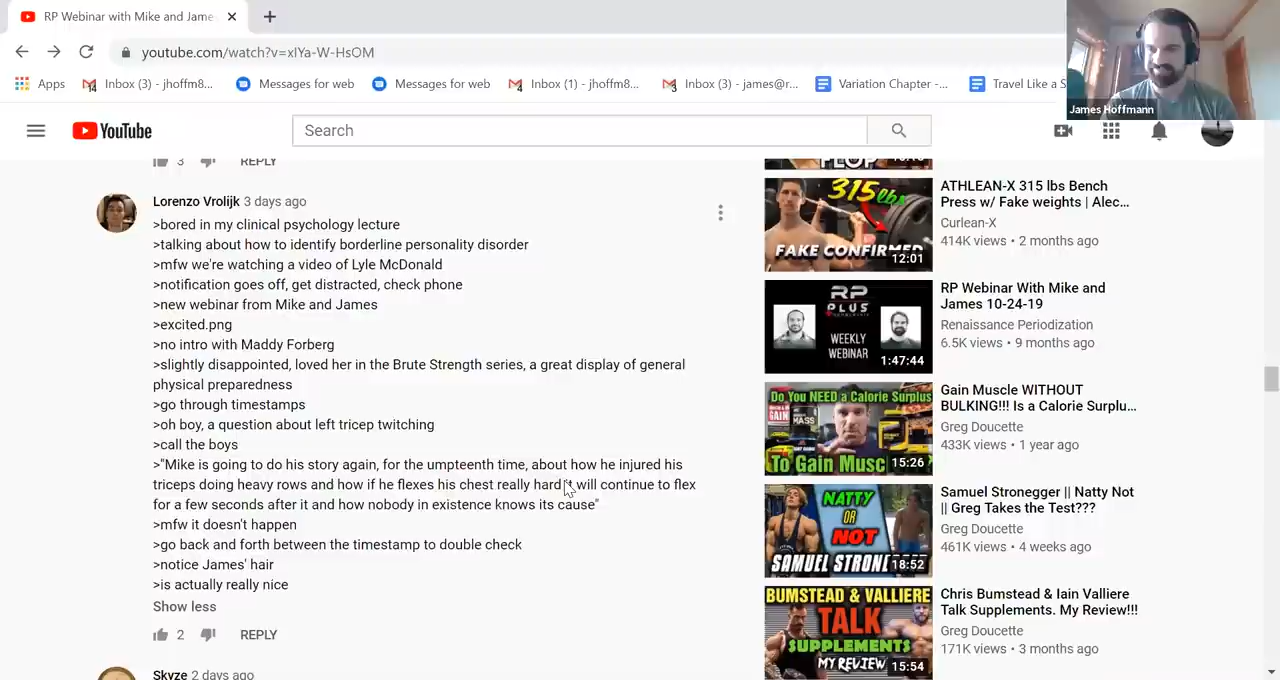 RP Webinar with Mike and Jame
youtube.com/watch?v=xIYa-W-HsOM
Apps
Inbox (3) - jhoffm8...
Messages for web
Messages for web
Inbox (1) - jhoffm8...
Inbox (3) - james@r...
Variation Chapter -...
Travel Like a S
James Hoffmann
YouTube
Search
3
REPLY
Lorenzo Vrolijk 3 days ago
>bored in my clinical psychology lecture
>talking about how to identify borderline personality disorder
>mfw we're watching a video of Lyle McDonald
>notification goes off, get distracted, check phone
>new webinar from Mike and James
>excited.png
>no intro with Maddy Forberg
>slightly disappointed, loved her in the Brute Strength series, a great display of general
physical preparedness
>go through timestamps
>oh boy, a question about left tricep twitching
>call the boys
>"Mike is going to do his story again, for the umpteenth time, about how he injured his
triceps doing heavy rows and how if he flexes his chest really hard it will continue to flex
for a few seconds after it and how nobody in existence knows its cause"
>mfw it doesn't happen
>go back and forth between the timestamp to double check
>notice James' hair
>is actually really nice
Show less
2
REPLY
Skyze 2 days ago
FLOP
315 lbs
FAKE CONFIRMED
12:01
ATHLEAN-X 315 lbs Bench
Press w/ Fake weights | Alec...
Curlean-X
414K views • 2 months ago
RP
PLUS
WEEKLY
WEBINAR
1:47:44
RP Webinar With Mike and
James 10-24-19
Renaissance Periodization
6.5K views • 9 months ago
Do You NEED a Calorie Surplus
To Gain Musc
15:26
Gain Muscle WITHOUT
BULKING!!! Is a Calorie Surplu...
Greg Doucette
433K views • 1 year ago
NATTY
OR
NOT
SAMUEL STRONE
18:52
Samuel Stronegger || Natty Not
|| Greg Takes the Test???
Greg Doucette
461K views • 4 weeks ago
BUMSTEAD & VALLIERE
TALK
SUPPLEMENTS
MY REVIEW
15:54
Chris Bumstead & Iain Valliere
Talk Supplements. My Review!!!
Greg Doucette
171K views • 3 months ago